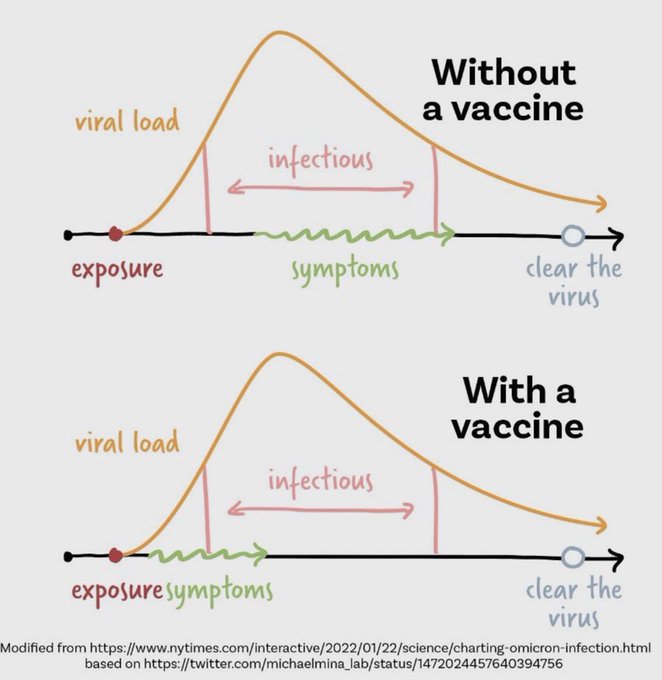 Without
a vaccine
viral load
infectious
exposure
symptoms
clear the
virus
With a
vaccine
viral load
infectious
exposure symptoms
clear the
virus
Modified from https://www.nytimes.com/interactive/2022/01/22/science/charting-omicron-infection.html
based on https://twitter.com/michaelmina_lab/status/1472024457640394756